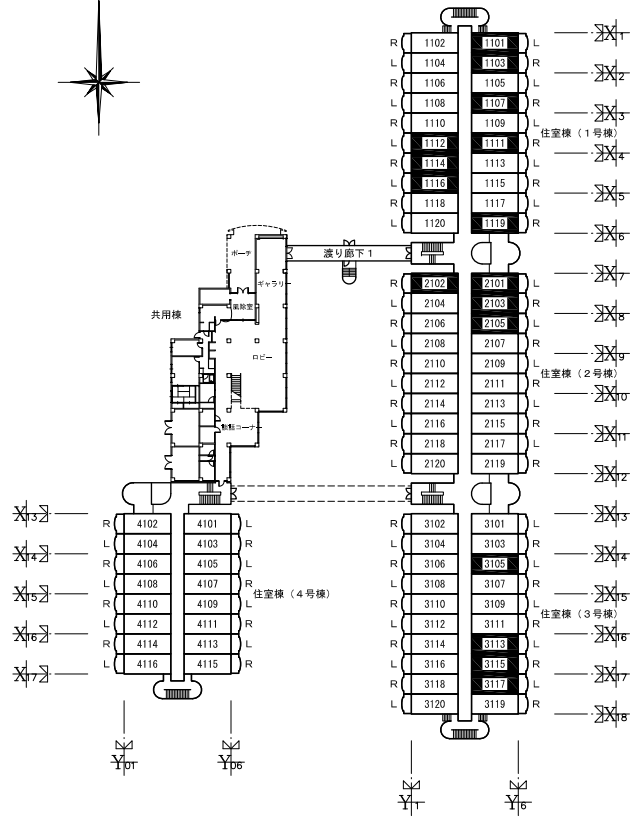 R 1102 1101 L
L 1104 1103 R
R 1106 1105 L
L 1108 1107 R
R 1110 1109 L
L 1112 1111 R
R 1114 1113 L
L 1116 1115 R
R 1118 1117 L
L 1120 1119 R
住室棟(1号棟)
X1
X2
X3
X4
X5
X6
渡り廊下1
ポーチ
ギャラリー
風除室
共用棟
ロビー
コーナー
R 2102 2101 L
L 2104 2103 R
R 2106 2105 L
L 2108 2107 R
R 2110 2109 L
L 2112 2111 R
R 2114 2113 L
L 2116 2115 R
R 2118 2117 L
L 2120 2119 R
住室棟(2号棟)
X7
X8
X9
X10
X11
X12
X13
X14
X15
X16
X17
R 4102 4101 L
L 4104 4103 R
R 4106 4105 L
L 4108 4107 R
R 4110 4109 L
L 4112 4111 R
R 4114 4113 L
L 4116 4115 R
住室棟(4号棟)
R 3102 3101 L
L 3104 3103 R
R 3106 3105 L
L 3108 3107 R
R 3110 3109 L
L 3112 3111 R
R 3114 3113 L
L 3116 3115 R
R 3118 3117 L
L 3120 3119 R
住室棟(3号棟)
X13
X14
X15
X16
X17
X18
Y01
Y06
Y1
Y6